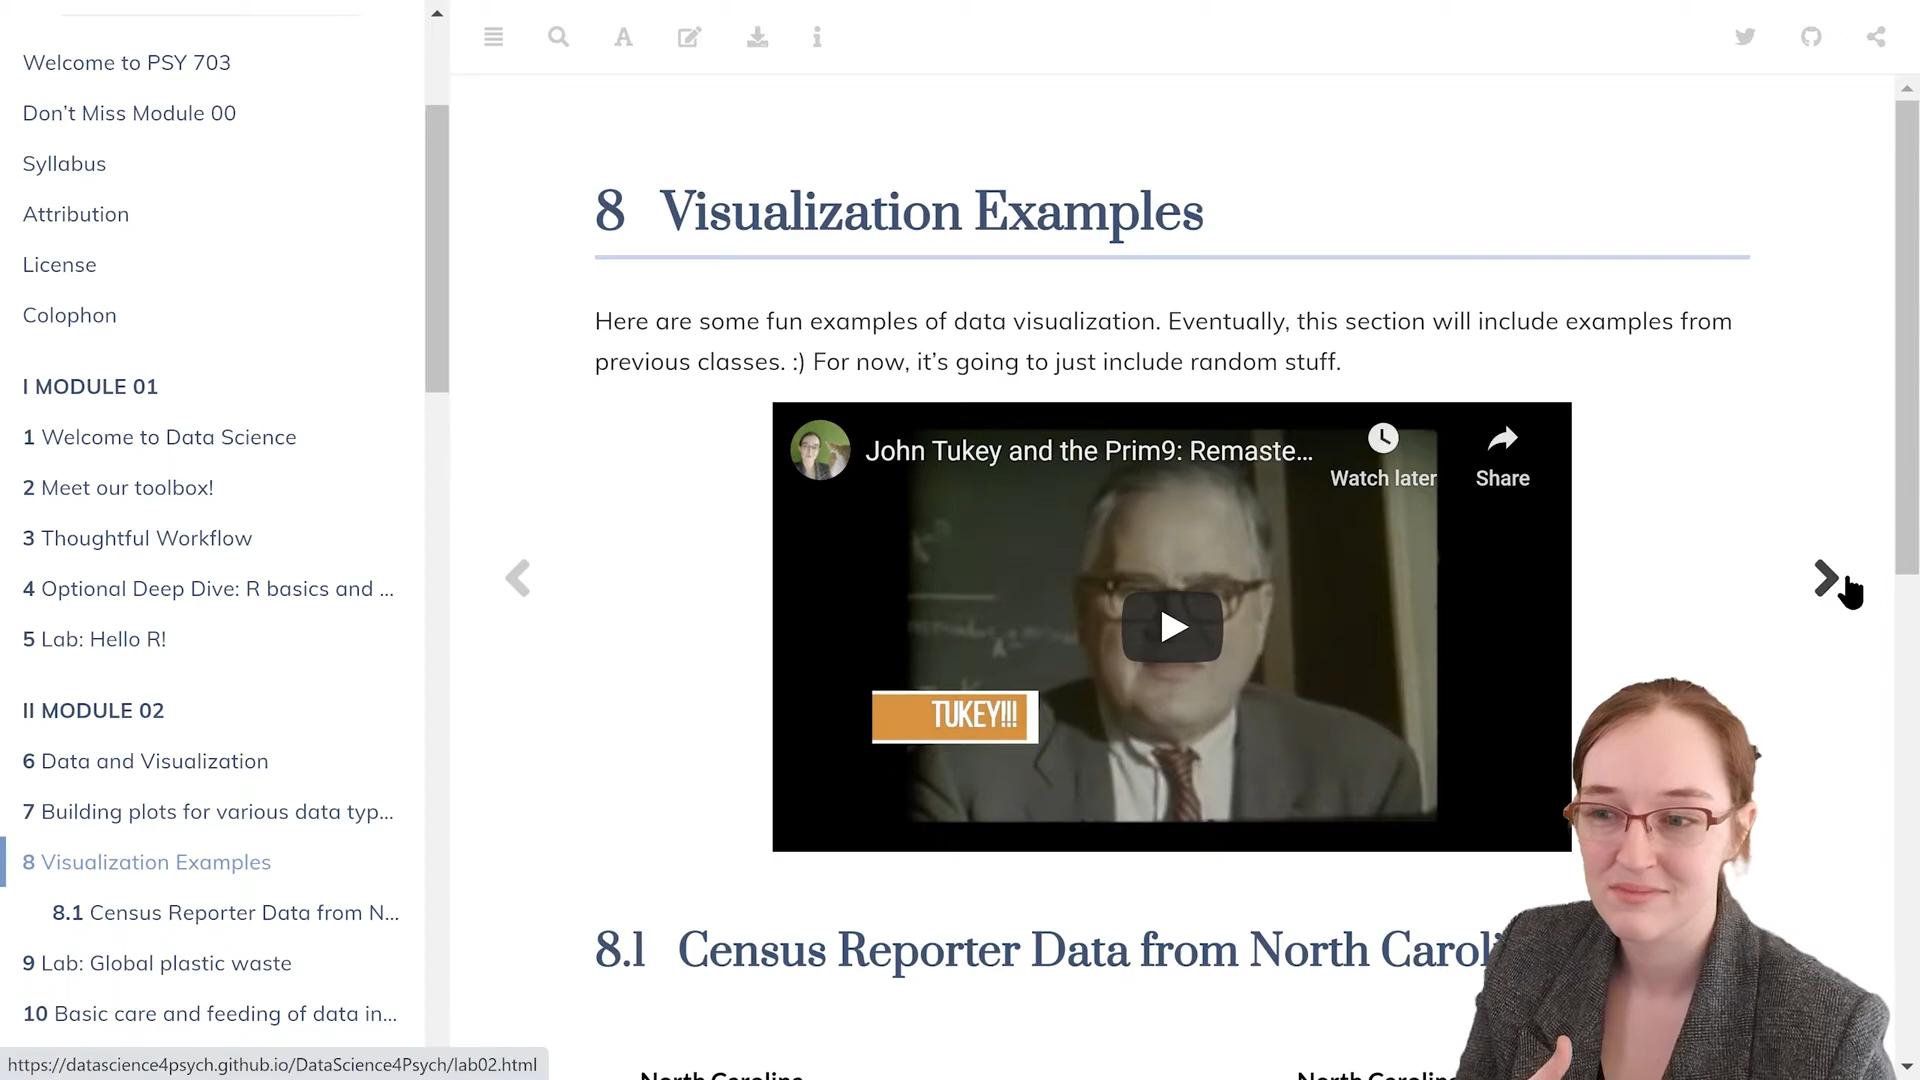 Welcome to PSY 703
Don’t Miss Module 00
Syllabus
Attribution
License
Colophon
I MODULE 01
1 Welcome to Data Science
2 Meet our toolbox!
3 Thoughtful Workflow
4 Optional Deep Dive: R basics and ...
5 Lab: Hello R!
II MODULE 02
6 Data and Visualization
7 Building plots for various data typ...
8 Visualization Examples
8.1 Census Reporter Data from N...
9 Lab: Global plastic waste
10 Basic care and feeding of data in...
https://datascience4psych.github.io/DataScience4Psych/lab02.html
8 Visualization Examples
Here are some fun examples of data visualization. Eventually, this section will include examples from
previous classes. :) For now, it’s going to just include random stuff.
John Tukey and the Prim9: Remaste...
Watch later
Share
TUKEY!!!
8.1 Census Reporter Data from North Caroli
North Carolina North Carolina